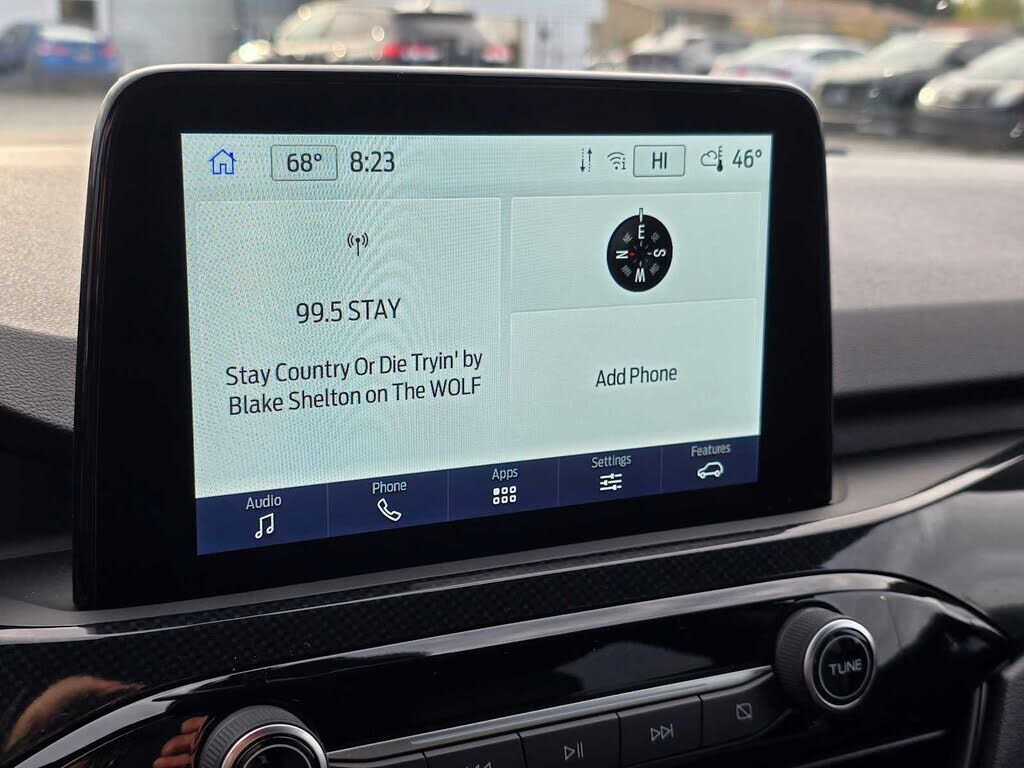 68° 8:23 HI 46°
99.5 STAY
Stay Country Or Die Tryin' by
Blake Shelton on The WOLF
E
N
S
W
Add Phone
Audio
Phone
Apps
Settings
Features
TUNE